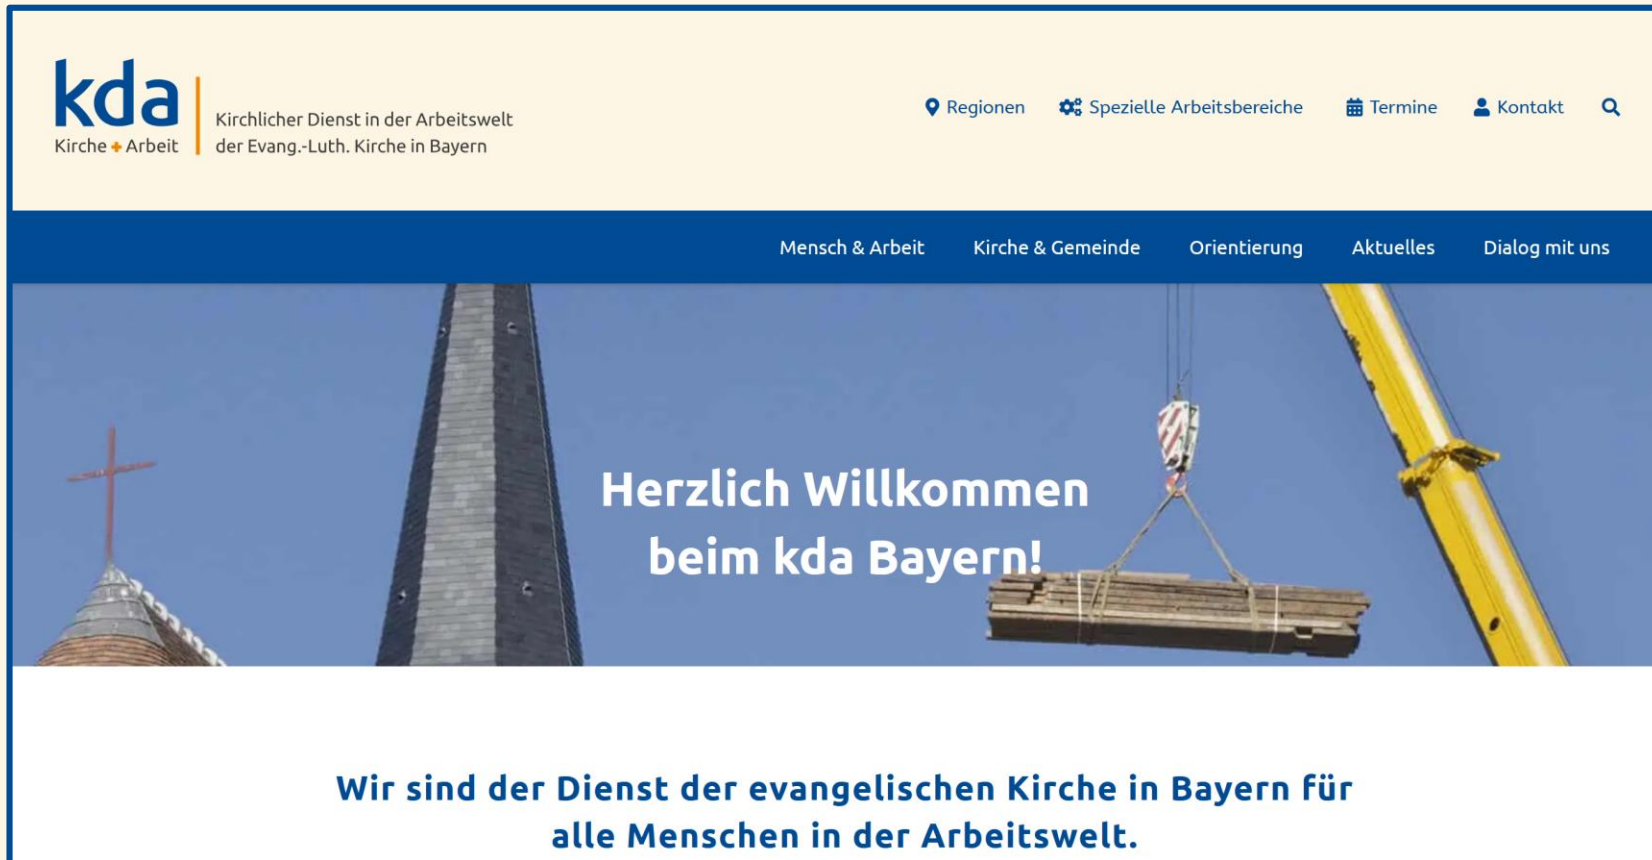 kda
Kirche + Arbeit
Kirchlicher Dienst in der Arbeitswelt
der Evang.-Luth. Kirche in Bayern
Regionen Spezielle Arbeitsbereiche Termine Kontakt
Mensch & Arbeit Kirche & Gemeinde Orientierung Aktuelles Dialog mit uns
Herzlich Willkommen
beim kda Bayern!
Wir sind der Dienst der evangelischen Kirche in Bayern für
alle Menschen in der Arbeitswelt.